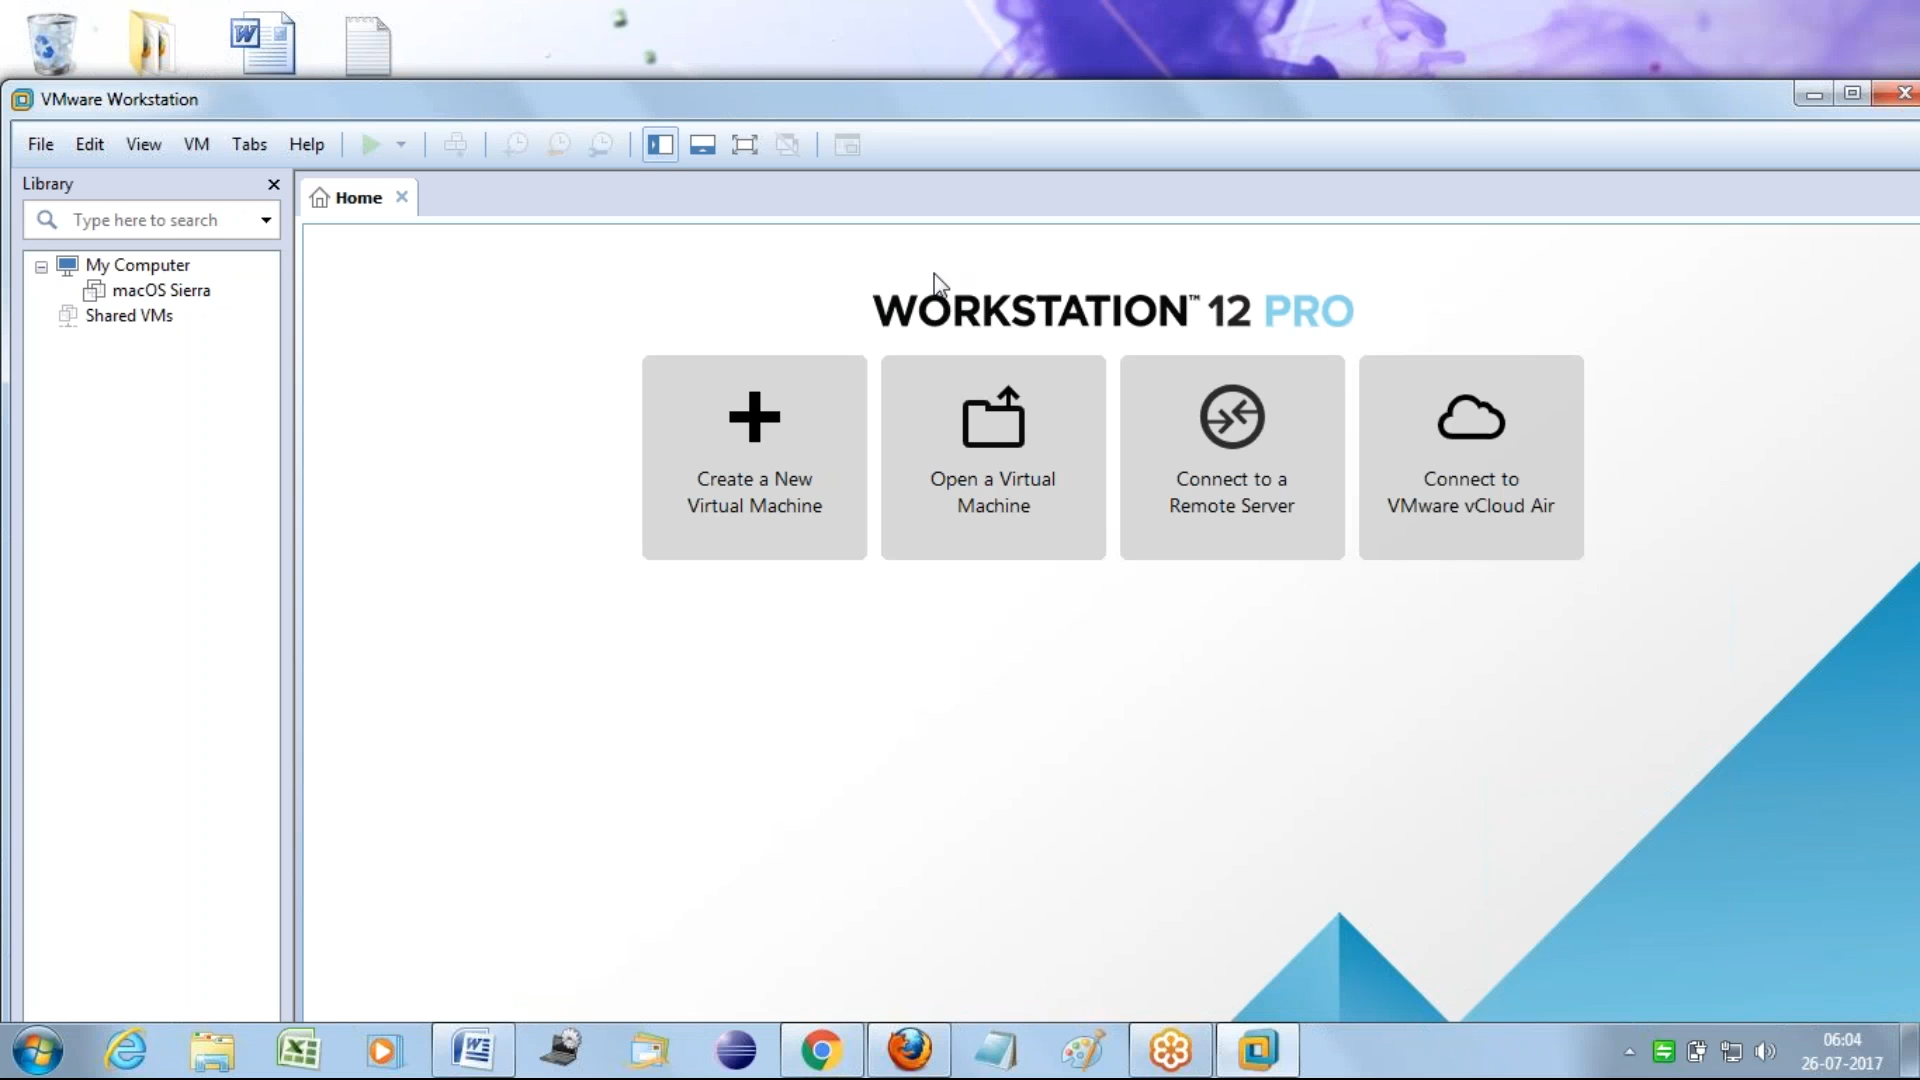 VMware Workstation
File Edit View VM Tabs Help
Library
Home
Type here to search
My Computer
macOS Sierra
Shared VMs
WORKSTATION™ 12 PRO
Create a New
Virtual Machine
Open a Virtual
Machine
Connect to a
Remote Server
Connect to
VMware vCloud Air
06:04
26-07-2017